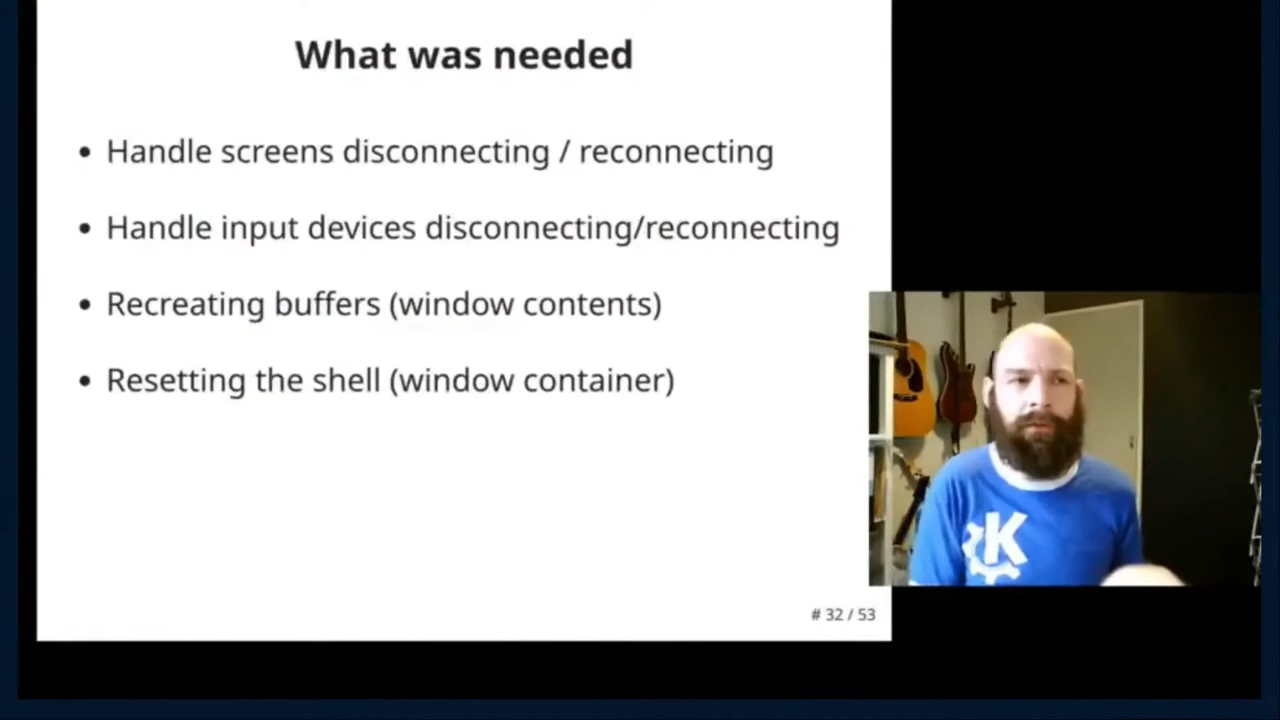 What was needed
• Handle screens disconnecting / reconnecting
• Handle input devices disconnecting/reconnecting
• Recreating buffers (window contents)
• Resetting the shell (window container)
K
# 32 / 53